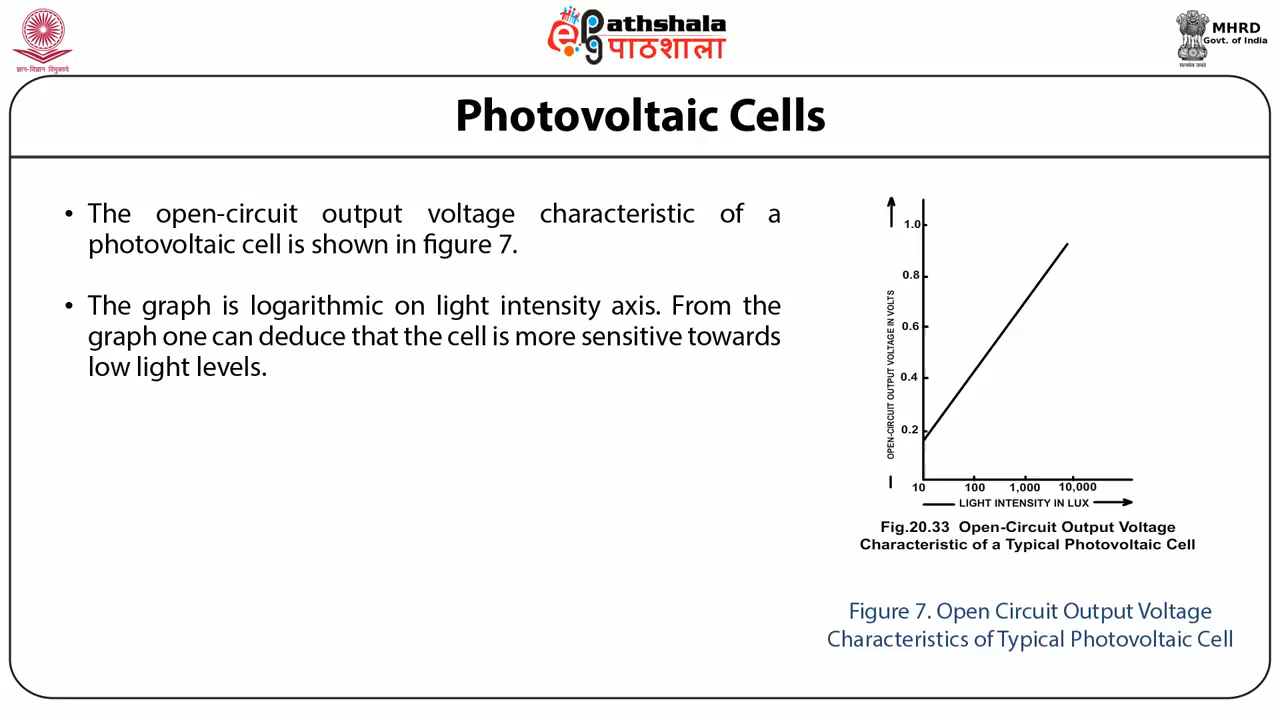 ज्ञान-विज्ञान विमुक्तये
epg
athshala
पाठशाला
सत्यमेव जयते
MHRD
Govt. of India
Photovoltaic Cells
• The open-circuit output voltage characteristic of a
photovoltaic cell is shown in figure 7.
• The graph is logarithmic on light intensity axis. From the
graph one can deduce that the cell is more sensitive towards
low light levels.
OPEN-CIRCUIT OUTPUT VOLTAGE IN VOLTS
1.0
0.8
0.6
0.4
0.2
10 100 1,000 10,000
LIGHT INTENSITY IN LUX
Fig.20.33 Open-Circuit Output Voltage
Characteristic of a Typical Photovoltaic Cell
Figure 7. Open Circuit Output Voltage
Characteristics of Typical Photovoltaic Cell